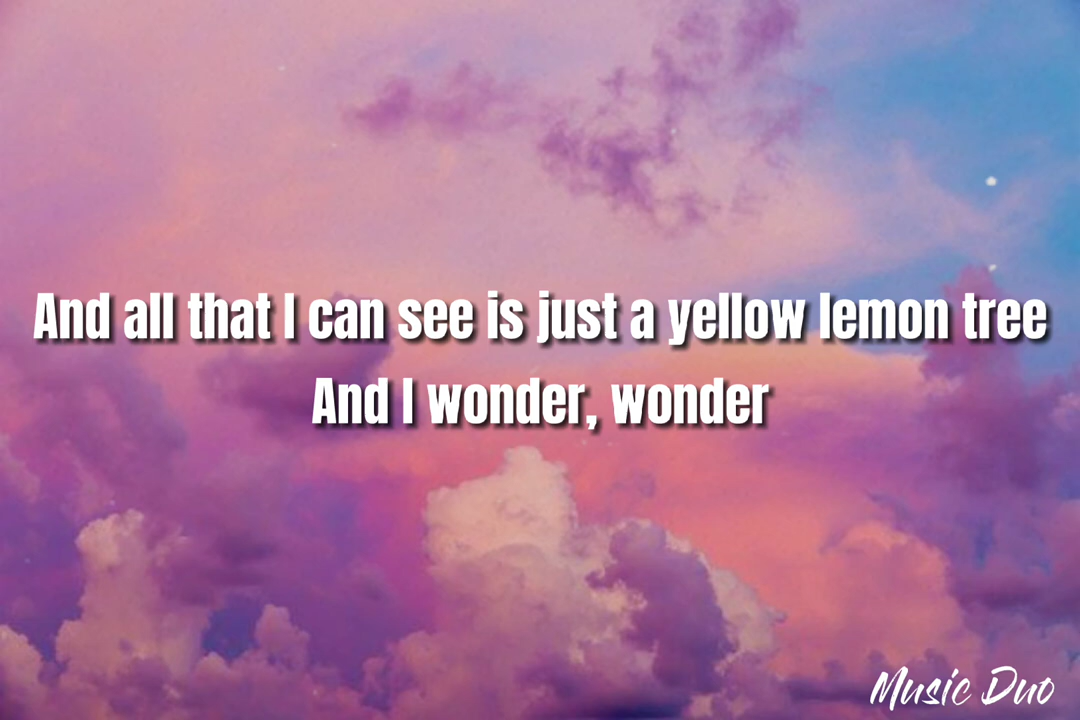 And all that I can see is just a yellow lemon tree
And I wonder, wonder
Music Duo